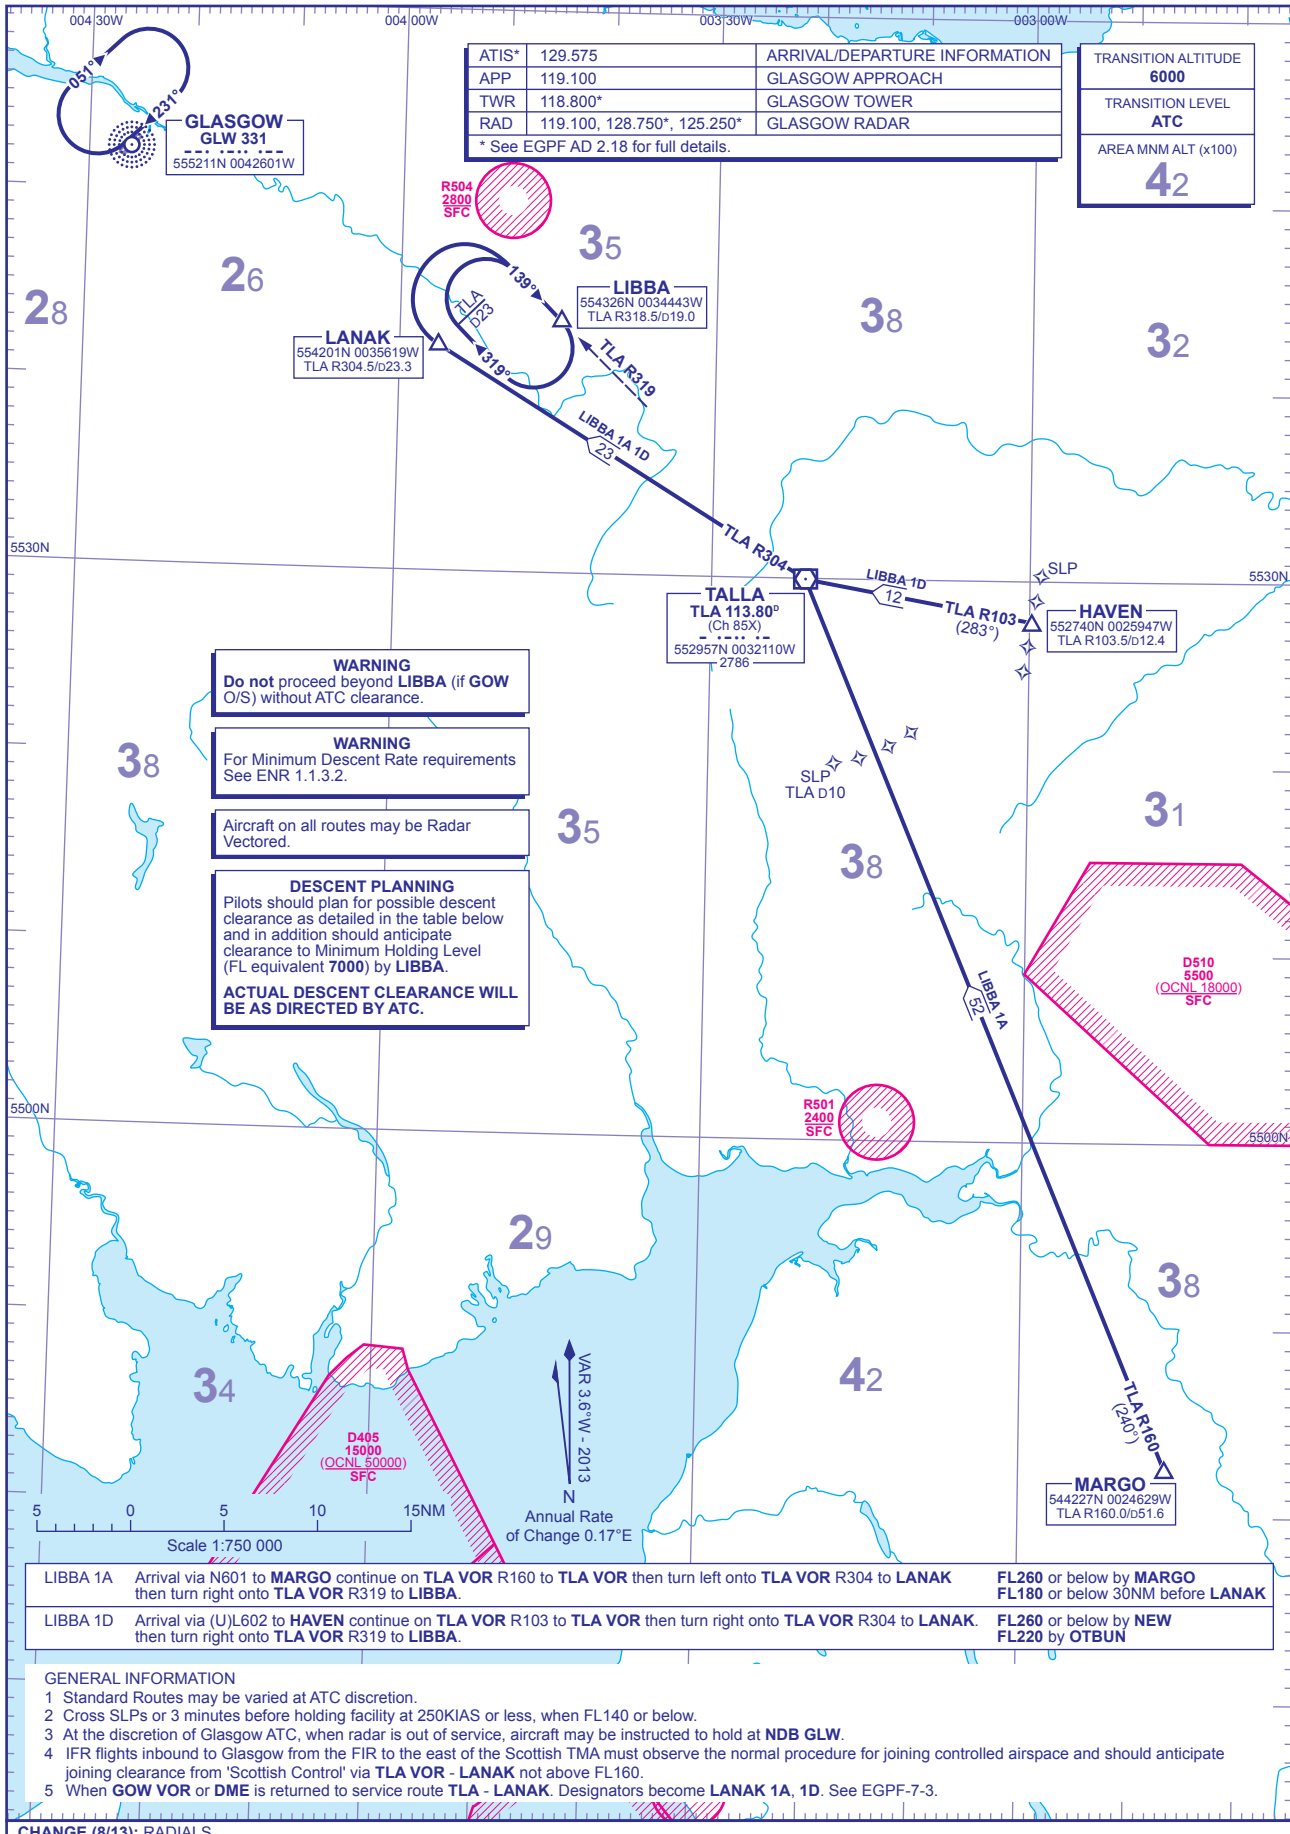 00430W
00400W
00330W
00300W
ATIS* 129.575 ARRIVAL/DEPARTURE INFORMATION
APP 119.100 GLASGOW APPROACH
TWR 118.800* GLASGOW TOWER
RAD 119.100, 128.750*, 125.250* GLASGOW RADAR
* See EGPF AD 2.18 for full details.
TRANSITION ALTITUDE
6000
TRANSITION LEVEL
ATC
AREA MNM ALT (x100)
42
051°
231°
GLASGOW
GLW 331
555211N 0042601W
R504
2800
SFC
35
26
28
38
32
139°
TLA
D23
319°
LIBBA
554326N 0034443W
TLA R318.5/D19.0
LANAK
554201N 0035619W
TLA R304.5/D23.3
TLA R319
LIBBA 1A 1D
23
TLA R304
5530N
5530N
TALLA
TLA 113.80D
(Ch 85X)
552957N 0032110W
2786
LIBBA 1D
12
TLA R103
(283°)
SLP
HAVEN
552740N 0025947W
TLA R103.5/D12.4
WARNING
Do not proceed beyond LIBBA (if GOW
O/S) without ATC clearance.
WARNING
For Minimum Descent Rate requirements
See ENR 1.1.3.2.
Aircraft on all routes may be Radar
Vectored.
DESCENT PLANNING
Pilots should plan for possible descent
clearance as detailed in the table below
and in addition should anticipate
clearance to Minimum Holding Level
(FL equivalent 7000) by LIBBA.
ACTUAL DESCENT CLEARANCE WILL
BE AS DIRECTED BY ATC.
38
35
SLP
TLA D10
38
31
D510
5500
(OCNL 18000)
SFC
LIBBA 1A
52
R501
2400
SFC
5500N
5500N
29
38
34
42
D405
15000
(OCNL 50000)
SFC
VAR 3.6°W - 2013
N
Annual Rate
of Change 0.17°E
TLA R160
(240°)
MARGO
544227N 0024629W
TLA R160.0/D51.6
5 0 5 10 15NM
Scale 1:750 000
LIBBA 1A Arrival via N601 to MARGO continue on TLA VOR R160 to TLA VOR then turn left onto TLA VOR R304 to LANAK FL260 or below by MARGO
then turn right onto TLA VOR R319 to LIBBA. FL180 or below 30NM before LANAK
LIBBA 1D Arrival via (U)L602 to HAVEN continue on TLA VOR R103 to TLA VOR then turn right onto TLA VOR R304 to LANAK. FL260 or below by NEW
then turn right onto TLA VOR R319 to LIBBA. FL220 by OTBUN
GENERAL INFORMATION
1 Standard Routes may be varied at ATC discretion.
2 Cross SLPs or 3 minutes before holding facility at 250KIAS or less, when FL140 or below.
3 At the discretion of Glasgow ATC, when radar is out of service, aircraft may be instructed to hold at NDB GLW.
4 IFR flights inbound to Glasgow from the FIR to the east of the Scottish TMA must observe the normal procedure for joining controlled airspace and should anticipate
joining clearance from 'Scottish Control' via TLA VOR - LANAK not above FL160.
5 When GOW VOR or DME is returned to service route TLA - LANAK. Designators become LANAK 1A, 1D. See EGPF-7-3.
CHANGE (8/13): RADIALS